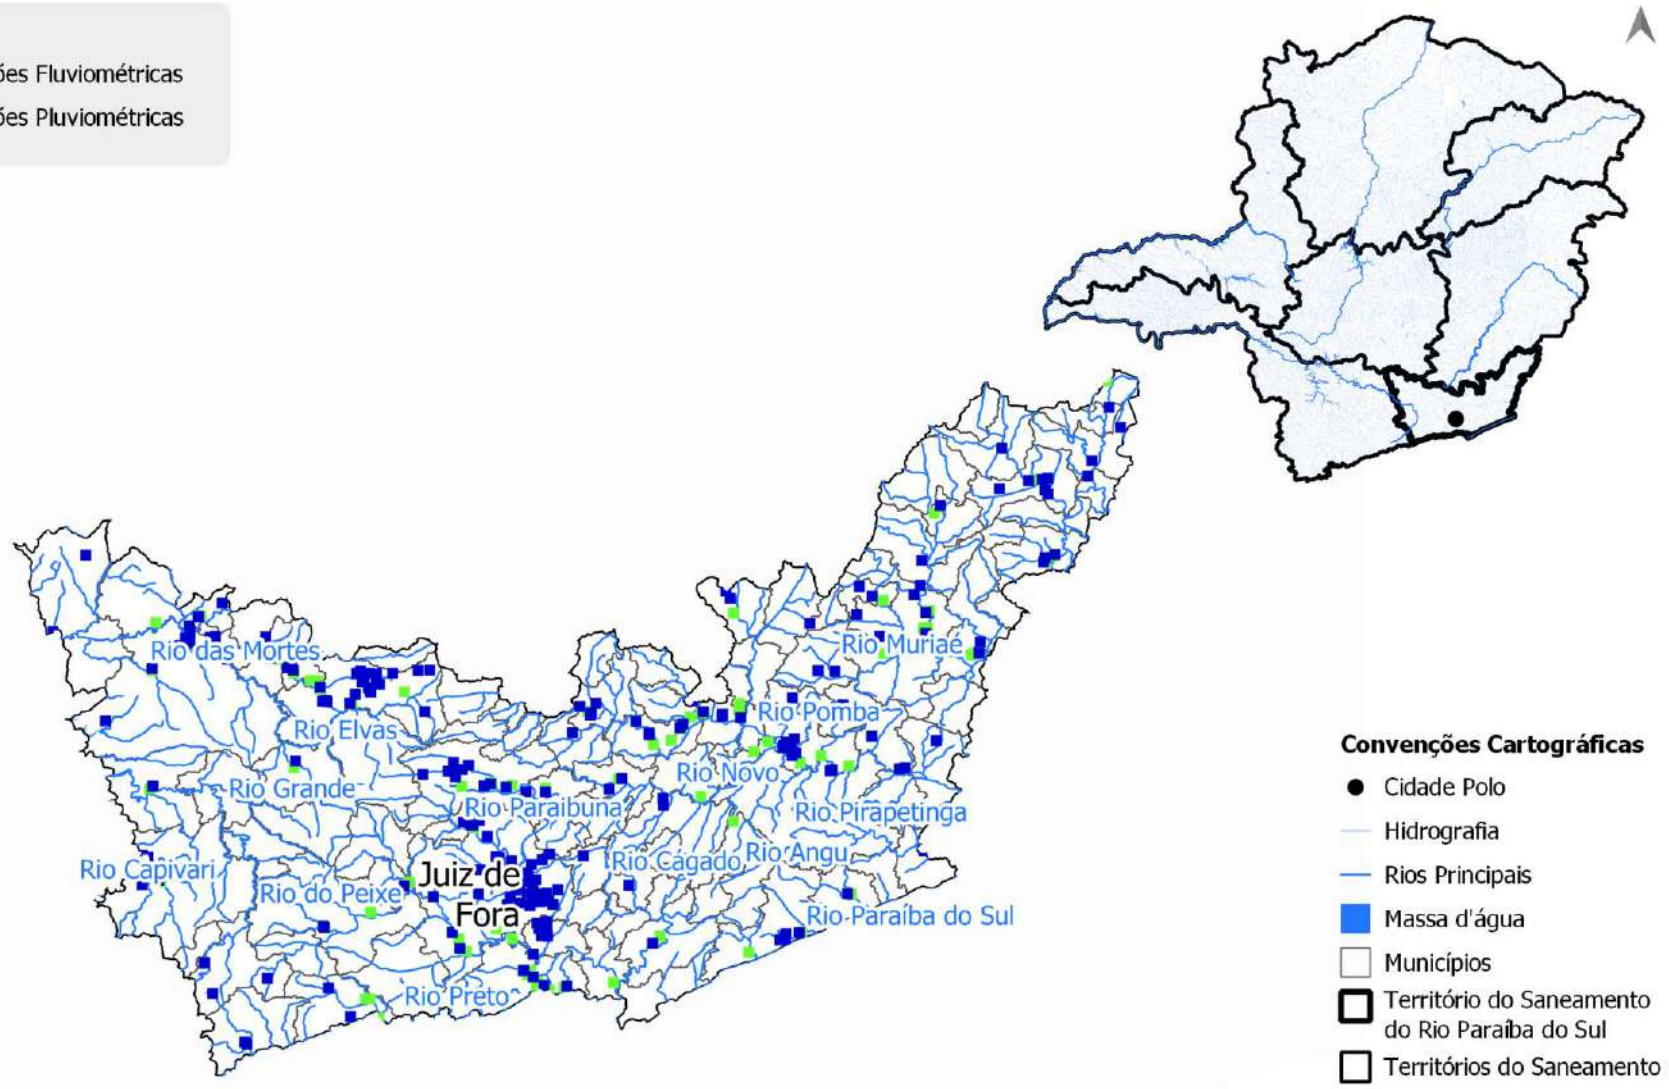 ões Fluviométricas
ões Pluviométricas
Rio das Mortes
Rio Muriaé
Rio Elvas
Rio Pomba
Rio Grande
Rio Novo
Rio Paraibuna
Rio Pirapetinga
Rio Capivari
Juiz de
Fora
Rio Cágado
Rio Angu
Rio do Peixe
Rio Paraíba do Sul
Rio Preto
Convenções Cartográficas
Cidade Polo
Hidrografia
Rios Principais
Massa d'água
Municípios
Território do Saneamento
do Rio Paraíba do Sul
Territórios do Saneamento